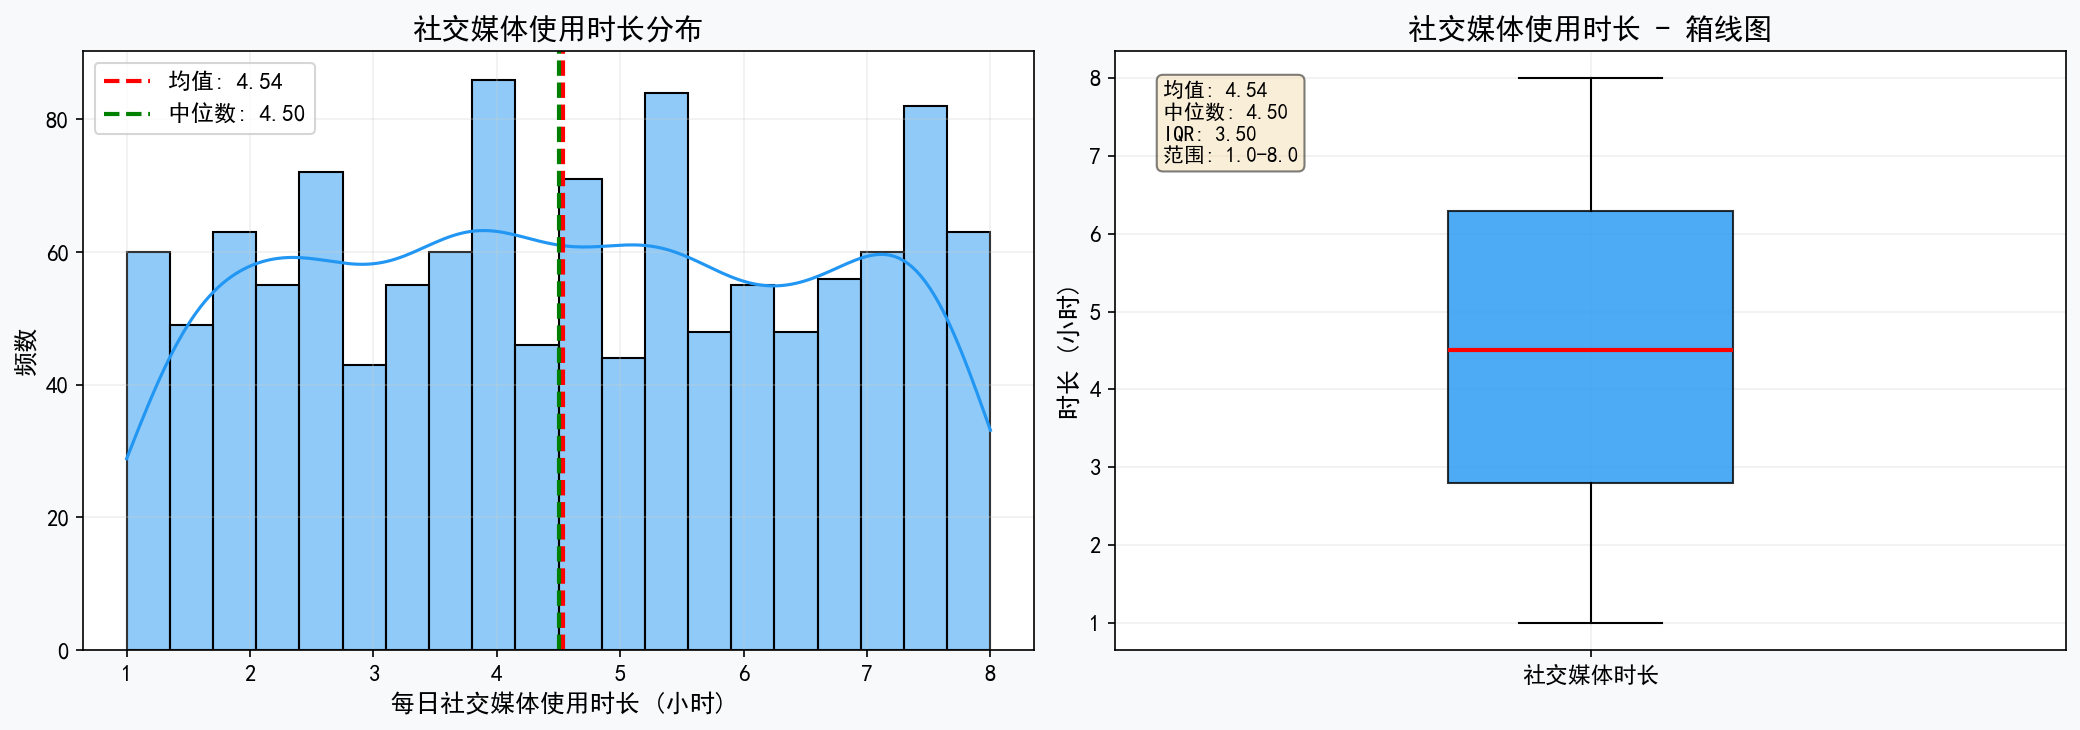 社交媒体使用时长分布
均值: 4.54
中位数: 4.50
频数
80
60
40
20
0
1 2 3 4 5 6 7 8
每日社交媒体使用时长 (小时)
社交媒体使用时长 - 箱线图
均值: 4.54
中位数: 4.50
IQR: 3.50
范围: 1.0-8.0
时长 (小时)
8
7
6
5
4
3
2
1
社交媒体时长